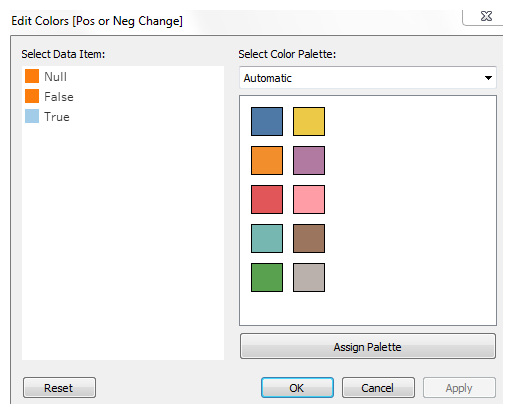 Edit Colors [Pos or Neg Change]
Select Data Item:
Select Color Palette:
Null
False
True
Automatic
Assign Palette
Reset
OK
Cancel
Apply